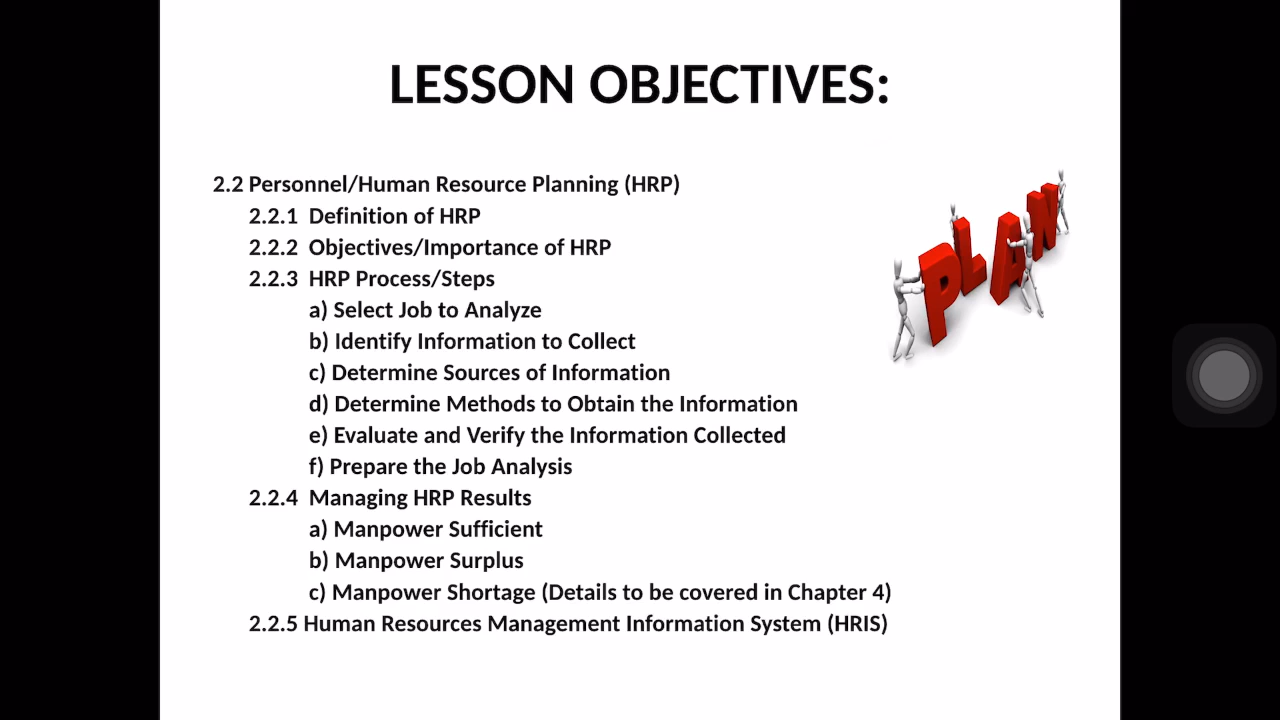 LESSON OBJECTIVES:
2.2 Personnel/Human Resource Planning (HRP)
2.2.1 Definition of HRP
2.2.2 Objectives/Importance of HRP
2.2.3 HRP Process/Steps
a) Select Job to Analyze
b) Identify Information to Collect
c) Determine Sources of Information
d) Determine Methods to Obtain the Information
e) Evaluate and Verify the Information Collected
f) Prepare the Job Analysis
2.2.4 Managing HRP Results
a) Manpower Sufficient
b) Manpower Surplus
c) Manpower Shortage (Details to be covered in Chapter 4)
2.2.5 Human Resources Management Information System (HRIS)
PLAN